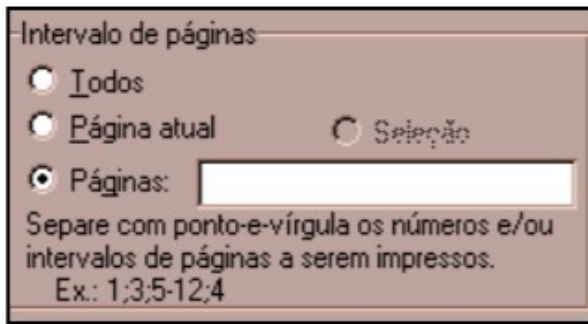 Intervalo de páginas
Todos
Página atual Seleção
Páginas:
Separe com ponto-e-vírgula os números e/ou
intervalos de páginas a serem impressos.
Ex.: 1;3;5-12;4